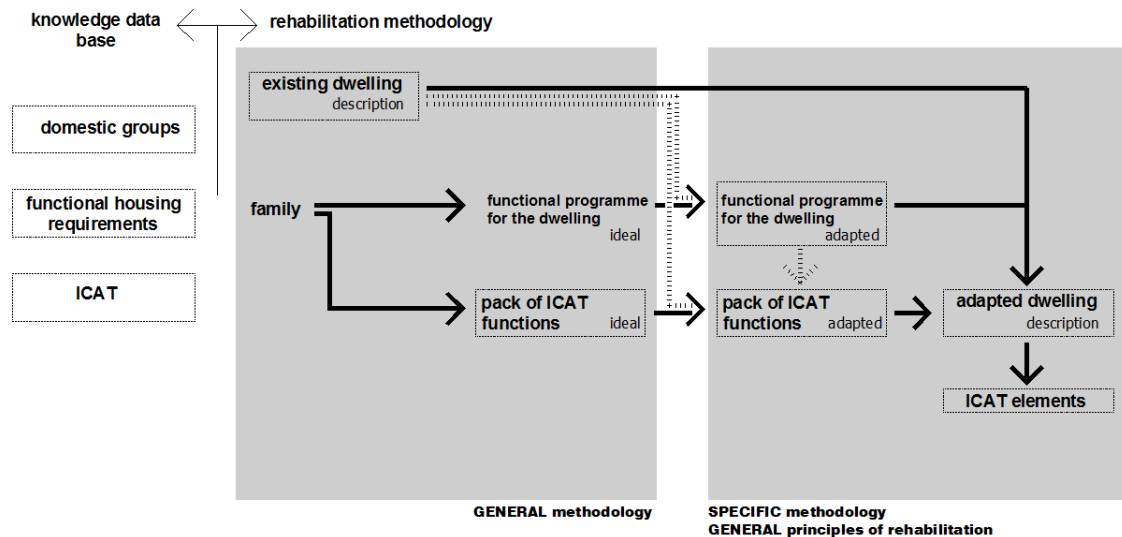 knowledge data
base
rehabilitation methodology
domestic groups
functional housing
requirements
ICAT
existing dwelling
description
family
functional programme
for the dwelling
ideal
pack of ICAT
functions
ideal
functional programme
for the dwelling
adapted
pack of ICAT
functions
adapted
adapted dwelling
description
ICAT elements
GENERAL methodology
SPECIFIC methodology
GENERAL principles of rehabilitation